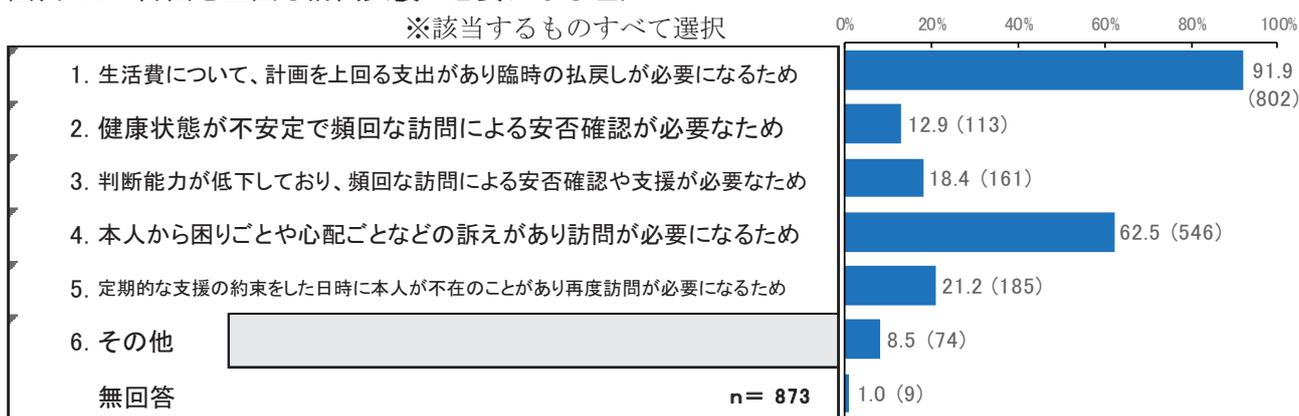 ※該当するものすべて選択
0% 20% 40% 60% 80% 100%
1. 生活費について、計画を上回る支出があり臨時の払戻しが必要になるため 91.9
(802)
2. 健康状態が不安定で頻回な訪問による安否確認が必要なため 12.9 (113)
3. 判断能力が低下しており、頻回な訪問による安否確認や支援が必要なため 18.4 (161)
4. 本人から困りごとや心配ごとなどの訴えがあり訪問が必要になるため 62.5 (546)
5. 定期的な支援の約束をした日時に本人が不在のことがあり再度訪問が必要になるため 21.2 (185)
6. その他 8.5 (74)
無回答 n= 873 1.0 (9)